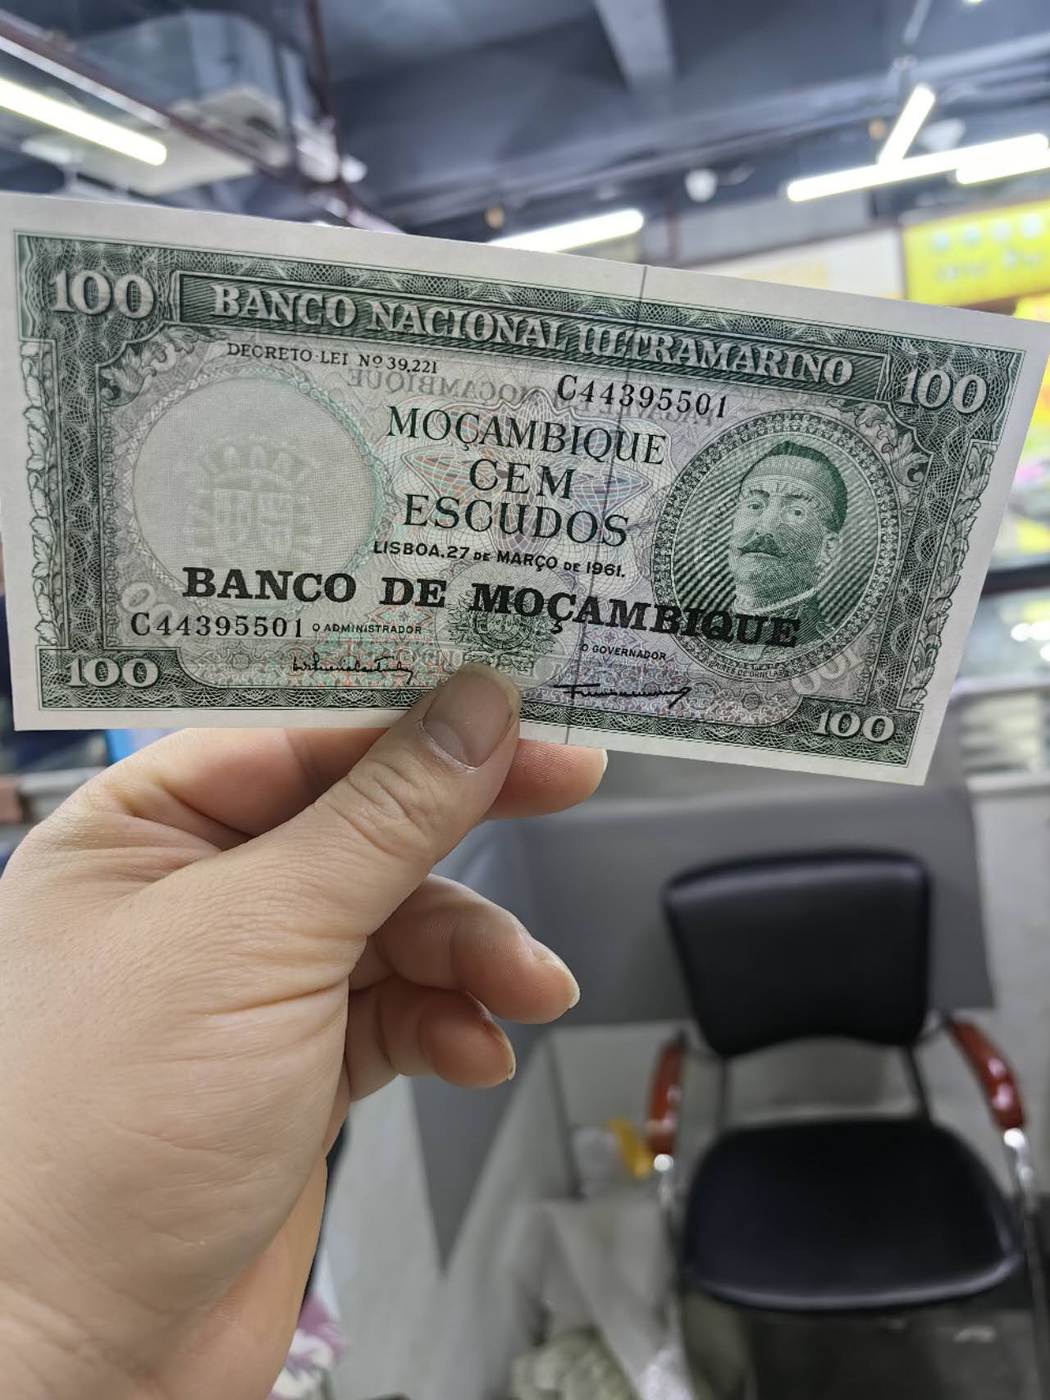 100 BANCO NACIONAL ULTRAMARINO 100
DECRETO-LEI Nº 39,221
C44395501
MOÇAMBIQUE
CEM
ESCUDOS
LISBOA, 27 DE MARÇO DE 1961.
BANCO DE MOÇAMBIQUE
C44395501
O ADMINISTRADOR
O GOVERNADOR
100
100